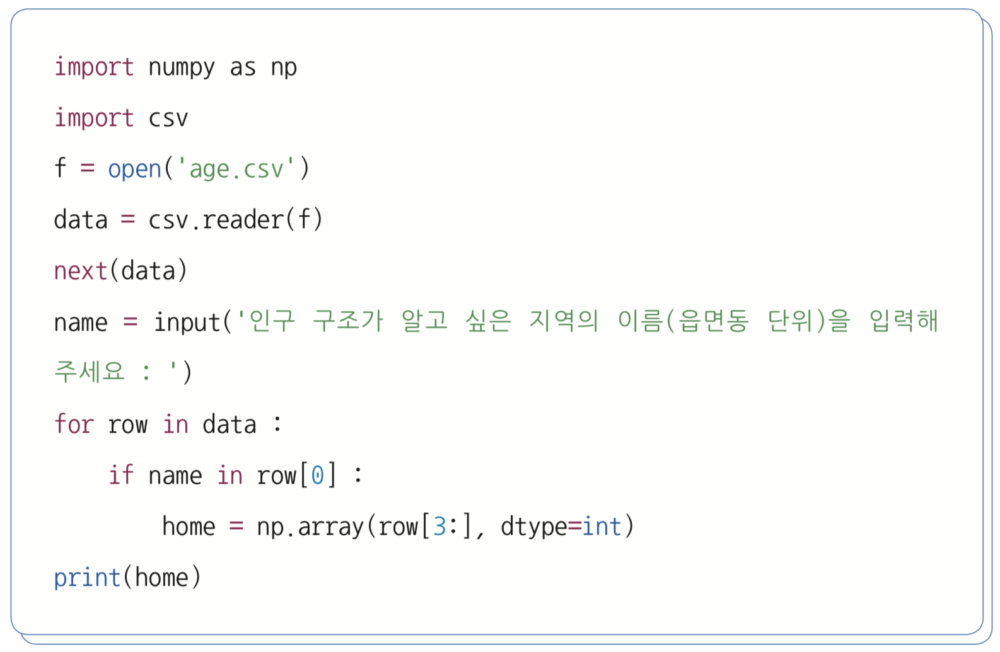 import numpy as np
import csv
f = open('age.csv')
data = csv.reader(f)
next(data)
name = input('인구 구조가 알고 싶은 지역의 이름(읍면동 단위)을 입력해
주세요 : ')
for row in data :
    if name in row[0] :
        home = np.array(row[3:], dtype=int)
print(home)